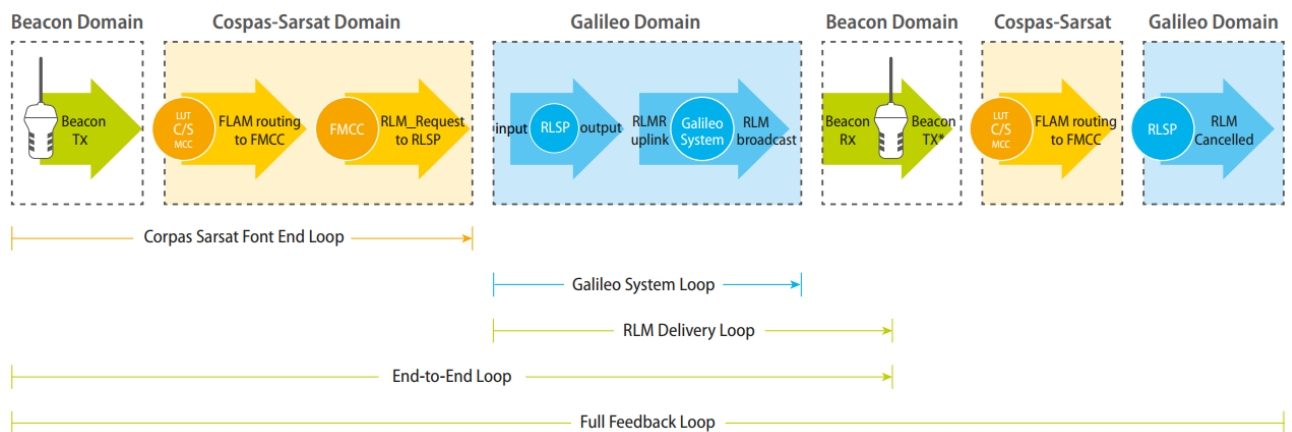 Beacon Domain
Cospas-Sarsat Domain
Galileo Domain
Beacon Domain
Cospas-Sarsat
Galileo Domain
Beacon
Tx
LUT
C/S
MCC
FLAM routing
to FMCC
FMCC
RLM_Request
to RLSP
input
RLSP
output
RLMR
uplink
Galileo
System
RLM
broadcast
Beacon
Rx
Beacon
TX*
LUT
C/S
MCC
FLAM routing
to FMCC
RLSP
RLM
Cancelled
Corpas Sarsat Font End Loop
Galileo System Loop
RLM Delivery Loop
End-to-End Loop
Full Feedback Loop